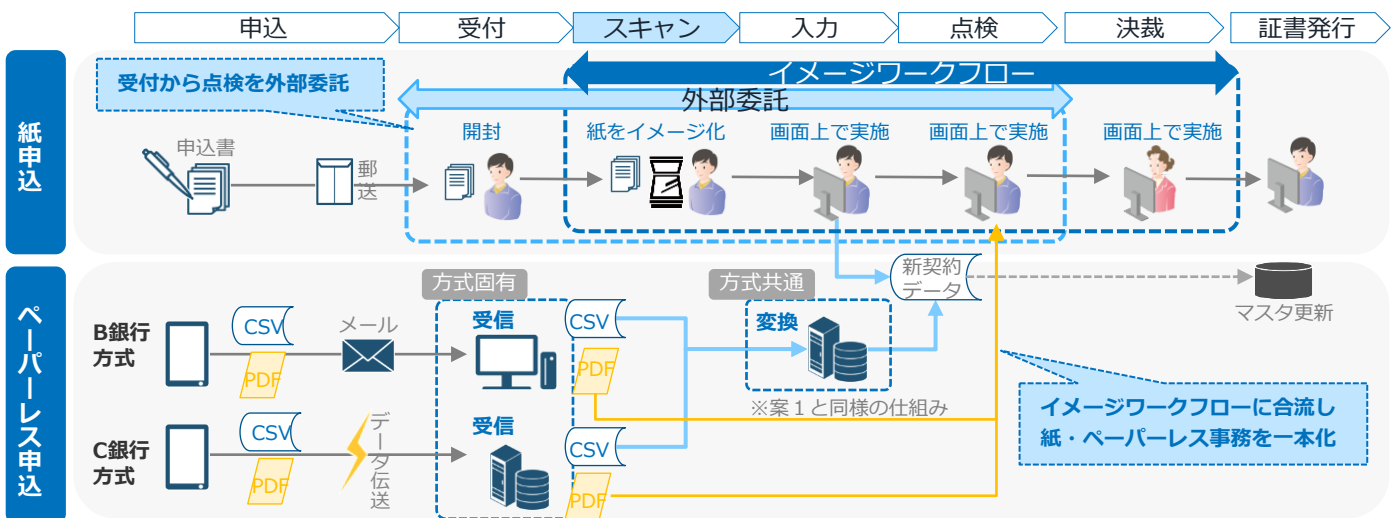 申込
受付
スキャン
入力
点検
決裁
証書発行
紙申込
受付から点検を外部委託
イメージワークフロー
外部委託
開封
紙をイメージ化
画面上で実施
画面上で実施
画面上で実施
申込書
郵送
ペーパーレス申込
方式固有
方式共通
新契約
データ
マスタ更新
B銀行
方式
CSV
PDF
メール
受信
CSV
PDF
変換
※案１と同様の仕組み
C銀行
方式
CSV
PDF
データ伝送
受信
CSV
PDF
イメージワークフローに合流し
紙・ペーパーレス事務を一本化